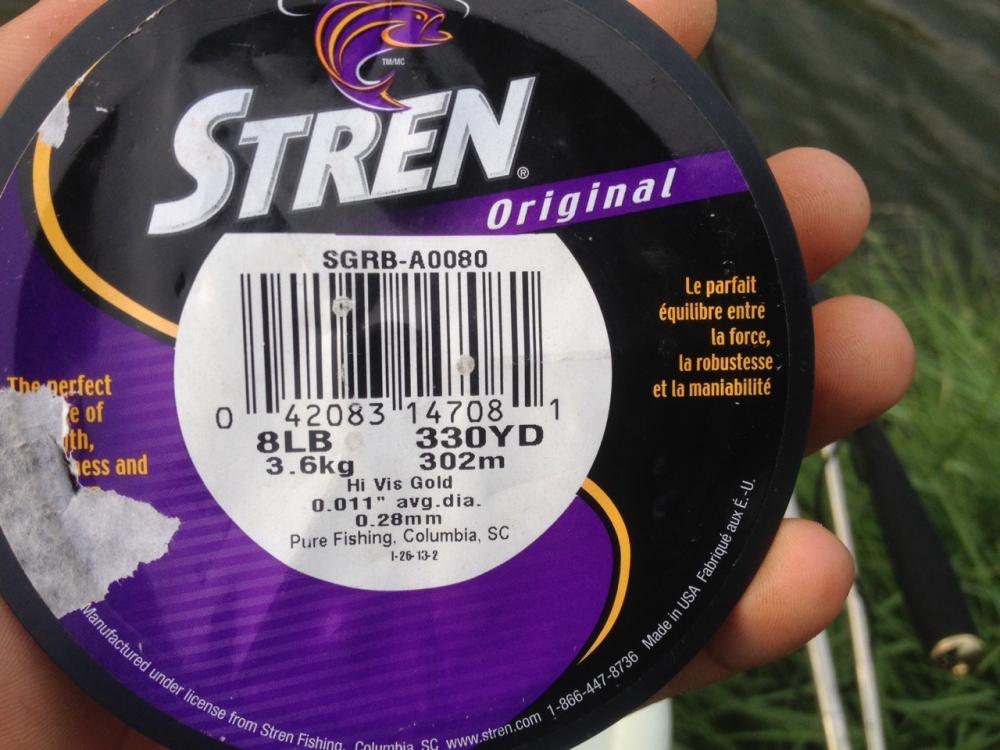 TM/MC
STREN®
Original
SGRB-A0080
0 42083 14708 1
8LB 330YD
3.6kg 302m
Hi Vis Gold
0.011" avg.dia.
0.28mm
Pure Fishing, Columbia, SC
1-26-13-2
Le parfait
équilibre entre
la force,
la robustesse
et la maniabilité
The perfect
of
and
Manufactured under license from Stren Fishing, Columbia, SC www.stren.com 1-866-447-8736 Made in USA Fabriqué aux É.-U.